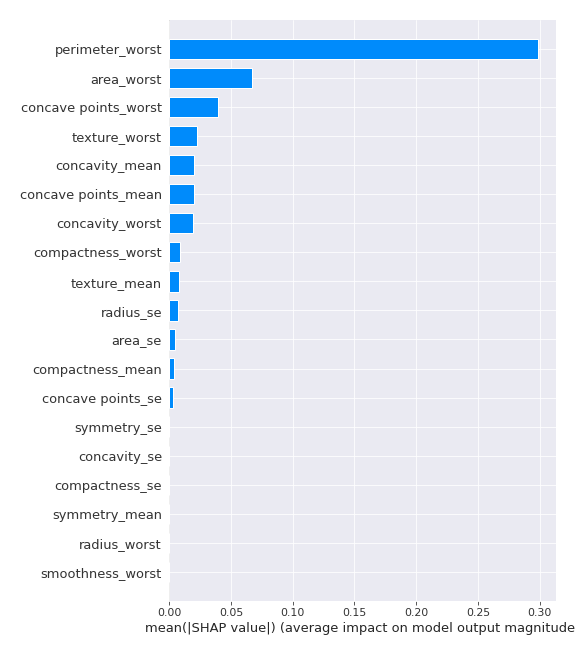 perimeter_worst
area_worst
concave points_worst
texture_worst
concavity_mean
concave points_mean
concavity_worst
compactness_worst
texture_mean
radius_se
area_se
compactness_mean
concave points_se
symmetry_se
concavity_se
compactness_se
symmetry_mean
radius_worst
smoothness_worst
0.00 0.05 0.10 0.15 0.20 0.25 0.30
mean(|SHAP value|) (average impact on model output magnitude